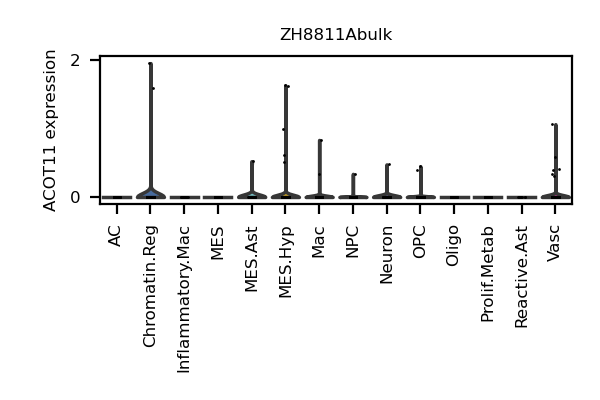 ZH8811Abulk
ACOT11 expression
2
0
AC
Chromatin.Reg
Inflammatory.Mac
MES
MES.Ast
MES.Hyp
Mac
NPC
Neuron
OPC
Oligo
Prolif.Metab
Reactive.Ast
Vasc